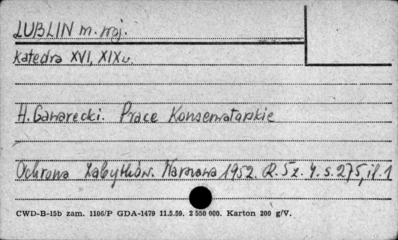 LUBLIN m. woj.
Katedra XVI, XIX w.
H. Gawarecki. Prace Konserwatorskie
Ochrona Zabytków. Warszawa 1952. R. 5 z. 4. s. 275, il. 1
CWD-B-15b zam. 1106/P GDA-1479 11.5.59. 2 550 000. Karton 200 g/V.